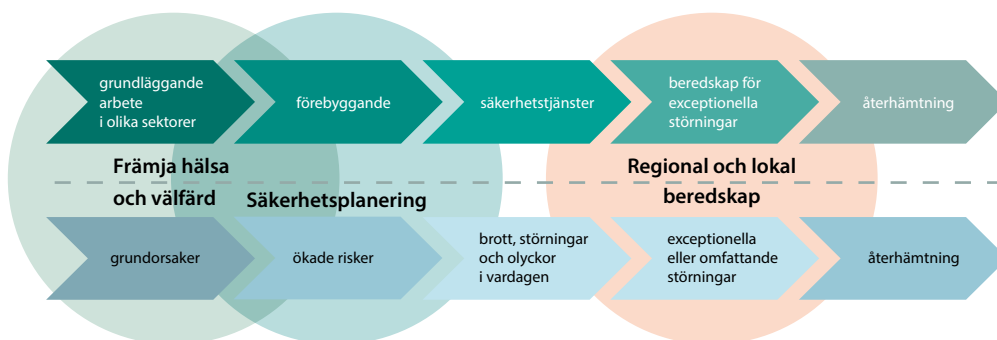 grundläggande
arbete
i olika sektorer
förebyggande
säkerhetstjänster
beredskap för
exceptionella
störningar
återhämtning
Främja hälsa
och välfärd
Säkerhetsplanering
Regional och lokal
beredskap
grundorsaker
ökade risker
brott, störningar
och olyckor
i vardagen
exceptionella
eller omfattande
störningar
återhämtning